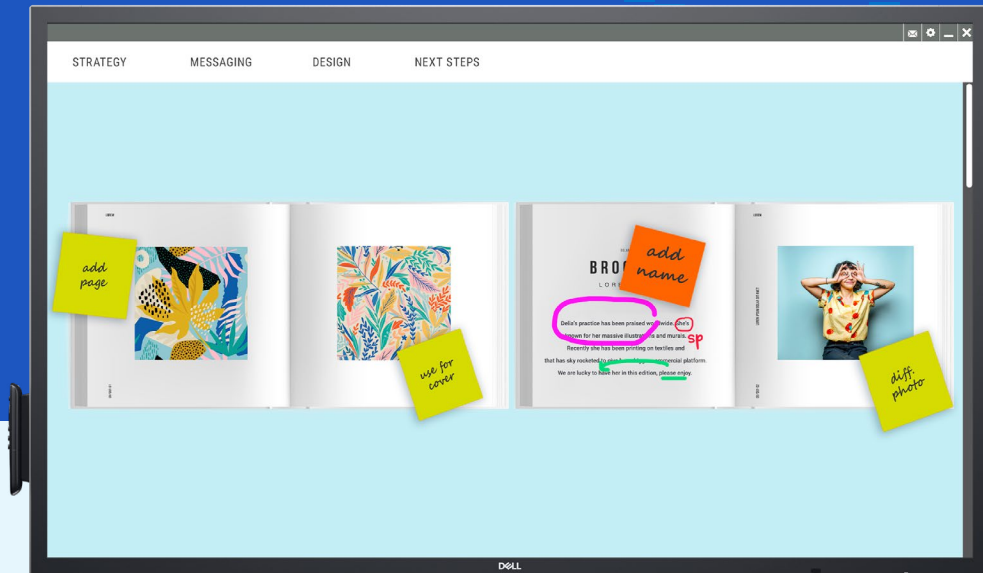 STRATEGY MESSAGING DESIGN NEXT STEPS
add
page
use for
cover
add
name
LORE
Delia's practice has been praised worldwide. She's
known for her massive illustrations and murals.
sp
Recently she has been printing on textiles and
that has sky rocketed to
commercial platform.
We are lucky to have her in this edition, please enjoy.
diff.
photo
DELL